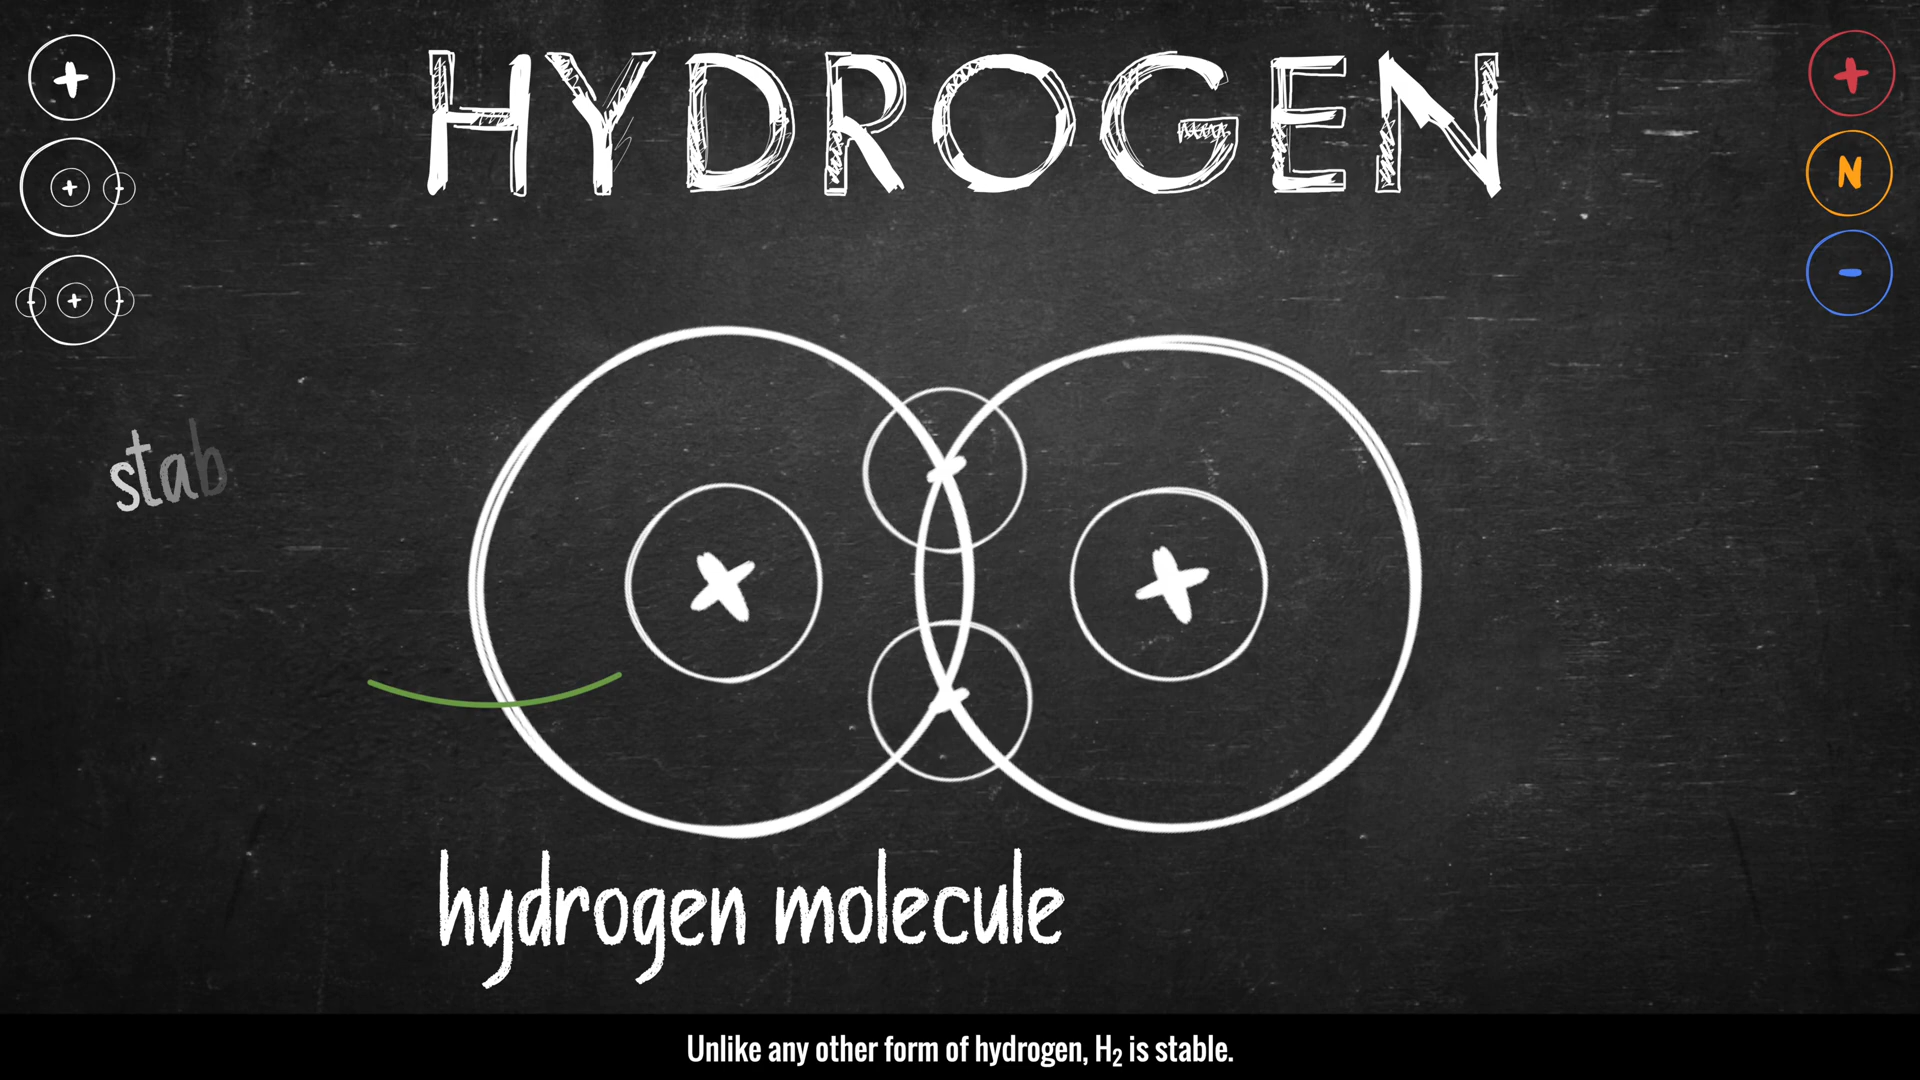 HYDROGEN
+
+
N
-
+ -
- + -
stab
+ +
- -
hydrogen molecule
Unlike any other form of hydrogen, H₂ is stable.